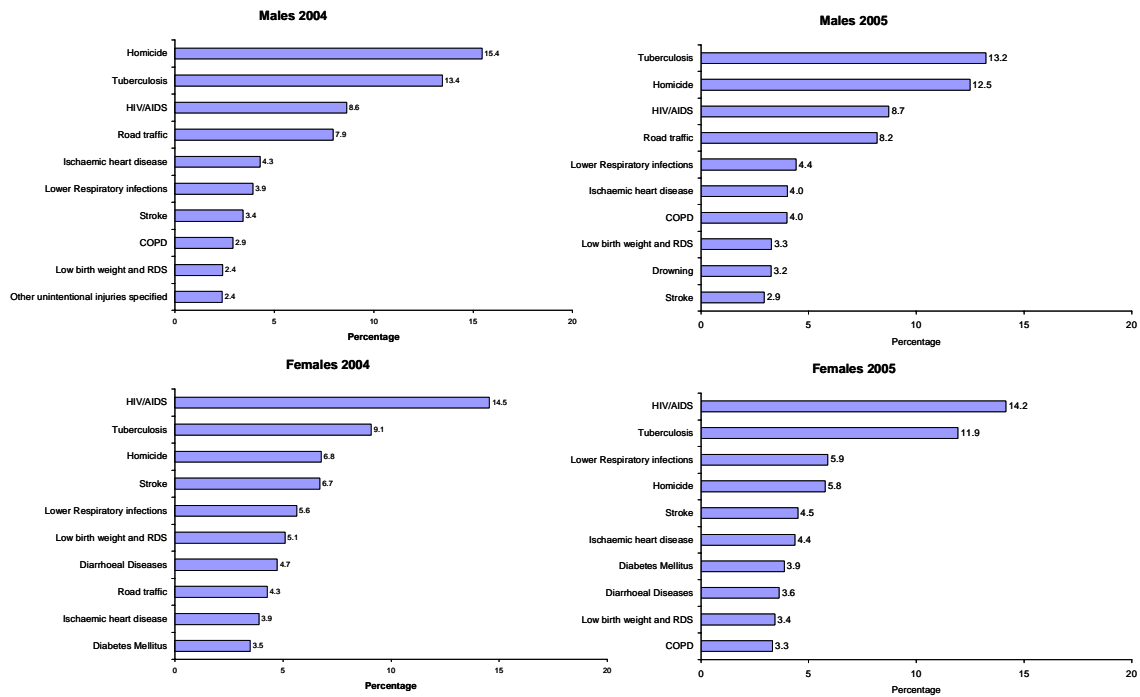 Males 2004
Homicide 15.4
Tuberculosis 13.4
HIV/AIDS 8.6
Road traffic 7.9
Ischaemic heart disease 4.3
Lower Respiratory infections 3.9
Stroke 3.4
COPD 2.9
Low birth weight and RDS 2.4
Other unintentional injuries specified 2.4
0 5 10 15 20
Percentage
Males 2005
Tuberculosis 13.2
Homicide 12.5
HIV/AIDS 8.7
Road traffic 8.2
Lower Respiratory infections 4.4
Ischaemic heart disease 4.0
COPD 4.0
Low birth weight and RDS 3.3
Drowning 3.2
Stroke 2.9
0 5 10 15 20
Percentage
Females 2004
HIV/AIDS 14.5
Tuberculosis 9.1
Homicide 6.8
Stroke 6.7
Lower Respiratory infections 5.6
Low birth weight and RDS 5.1
Diarrhoeal Diseases 4.7
Road traffic 4.3
Ischaemic heart disease 3.9
Diabetes Mellitus 3.5
0 5 10 15 20
Percentage
Females 2005
HIV/AIDS 14.2
Tuberculosis 11.9
Lower Respiratory infections 5.9
Homicide 5.8
Stroke 4.5
Ischaemic heart disease 4.4
Diabetes Mellitus 3.9
Diarrhoeal Diseases 3.6
Low birth weight and RDS 3.4
COPD 3.3
0 5 10 15 20
Percentage